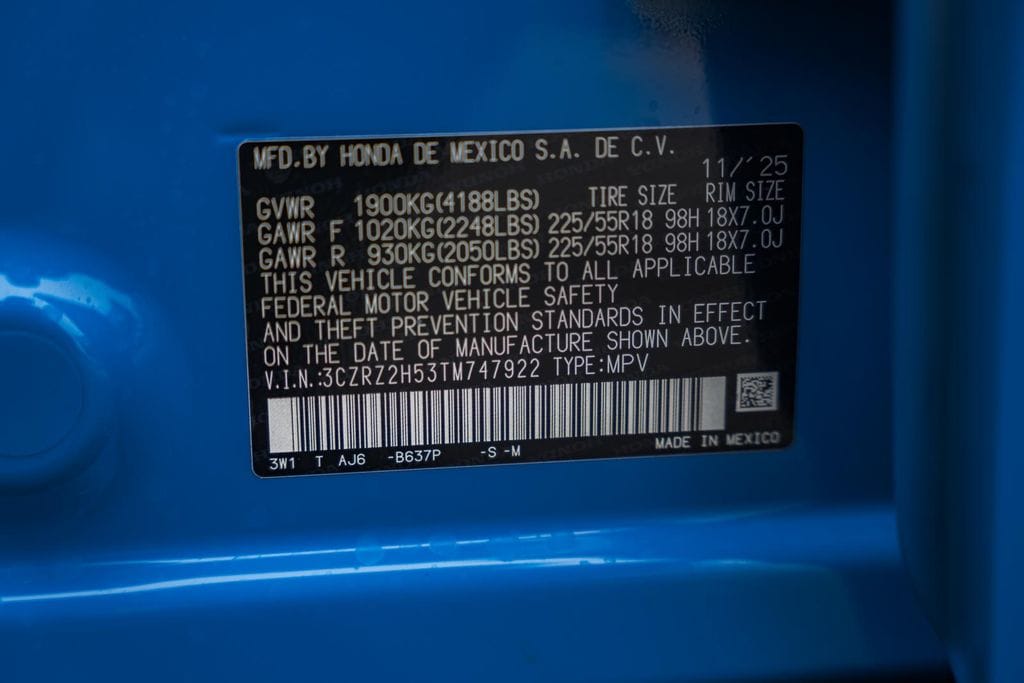 MFD.BY HONDA DE MEXICO S.A. DE C.V.
11/'25
GVWR 1900KG(4188LBS) TIRE SIZE RIM SIZE
GAWR F 1020KG(2248LBS) 225/55R18 98H 18X7.0J
GAWR R 930KG(2050LBS) 225/55R18 98H 18X7.0J
THIS VEHICLE CONFORMS TO ALL APPLICABLE
FEDERAL MOTOR VEHICLE SAFETY
AND THEFT PREVENTION STANDARDS IN EFFECT
ON THE DATE OF MANUFACTURE SHOWN ABOVE.
V.I.N.:3CZRZ2H53TM747922 TYPE:MPV
MADE IN MEXICO
3W1 T AJ6 -B637P -S -M